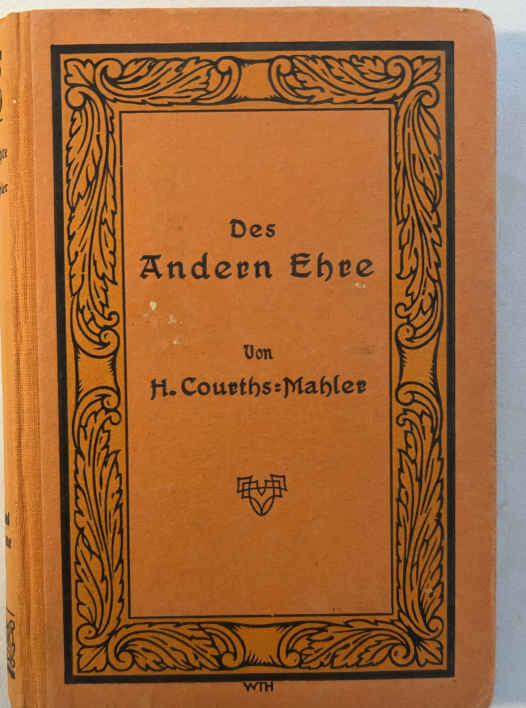 Des
Andern Ehre
Von
H. Courths=Mahler
WTH